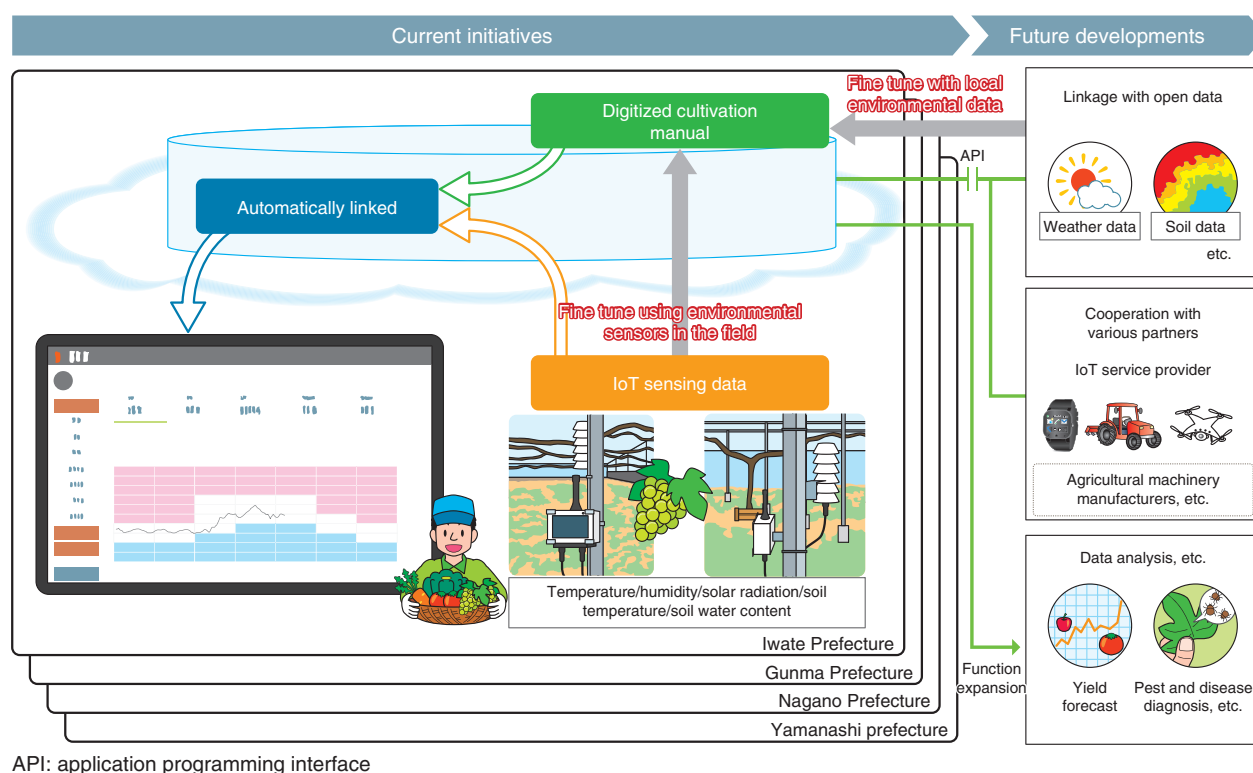 Current initiatives
Future developments
Fine tune with local
environmental data
Digitized cultivation
manual
Automatically linked
Fine tune using environmental
sensors in the field
IoT sensing data
Temperature/humidity/solar radiation/soil
temperature/soil water content
Iwate Prefecture
Gunma Prefecture
Nagano Prefecture
Yamanashi prefecture
API
Function
expansion
Linkage with open data
Weather data
Soil data
etc.
Cooperation with
various partners
IoT service provider
Agricultural machinery
manufacturers, etc.
Data analysis, etc.
Yield
forecast
Pest and disease
diagnosis, etc.
API: application programming interface